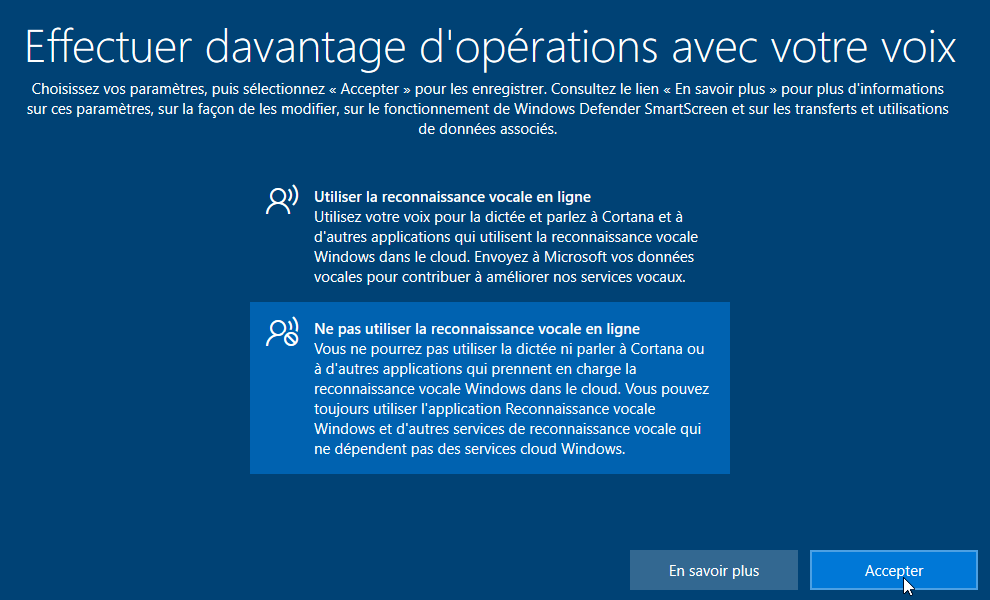 Effectuer davantage d'opérations avec votre voix
Choisissez vos paramètres, puis sélectionnez « Accepter » pour les enregistrer. Consultez le lien « En savoir plus » pour plus d'informations
sur ces paramètres, sur la façon de les modifier, sur le fonctionnement de Windows Defender SmartScreen et sur les transferts et utilisations
de données associés.
Utiliser la reconnaissance vocale en ligne
Utilisez votre voix pour la dictée et parlez à Cortana et à
d'autres applications qui utilisent la reconnaissance vocale
Windows dans le cloud. Envoyez à Microsoft vos données
vocales pour contribuer à améliorer nos services vocaux.
Ne pas utiliser la reconnaissance vocale en ligne
Vous ne pourrez pas utiliser la dictée ni parler à Cortana ou
à d'autres applications qui prennent en charge la
reconnaissance vocale Windows dans le cloud. Vous pouvez
toujours utiliser l'application Reconnaissance vocale
Windows et d'autres services de reconnaissance vocale qui
ne dépendent pas des services cloud Windows.
En savoir plus
Accepter